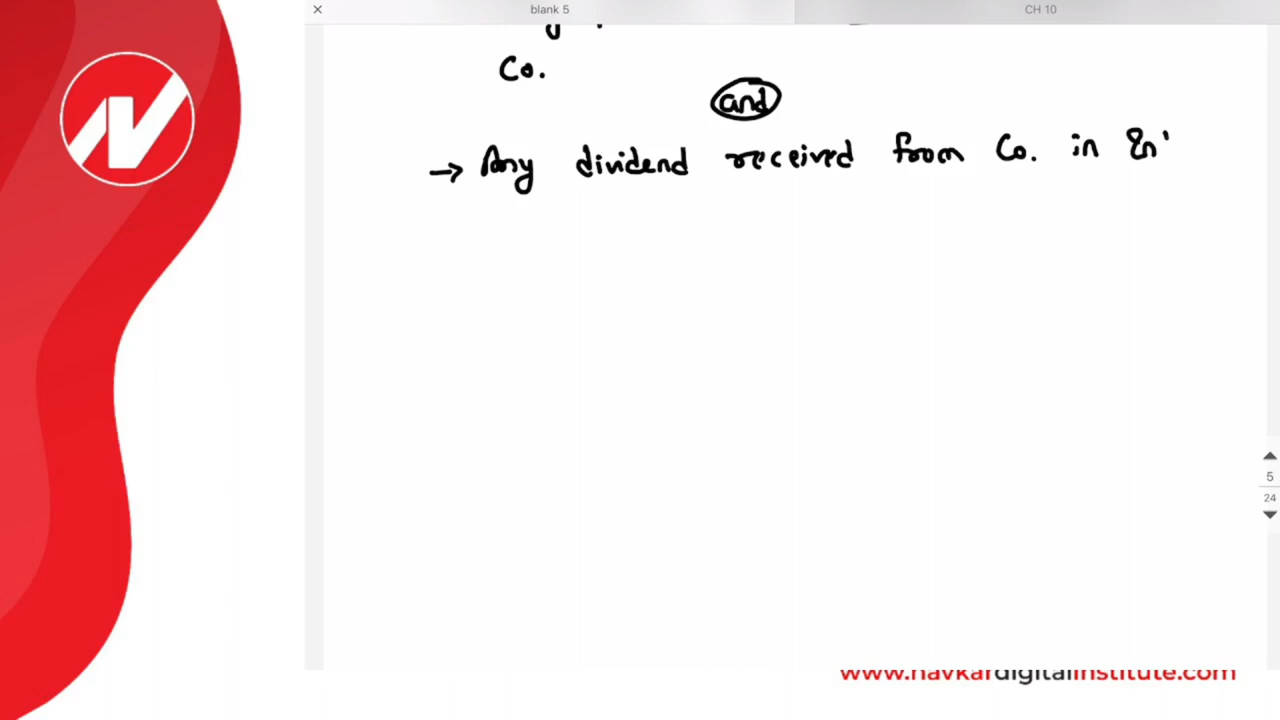 blank 5
CH 10
Co.
and
→ Any dividend received from Co. in
5
24
www.navkardigitalinstitute.com